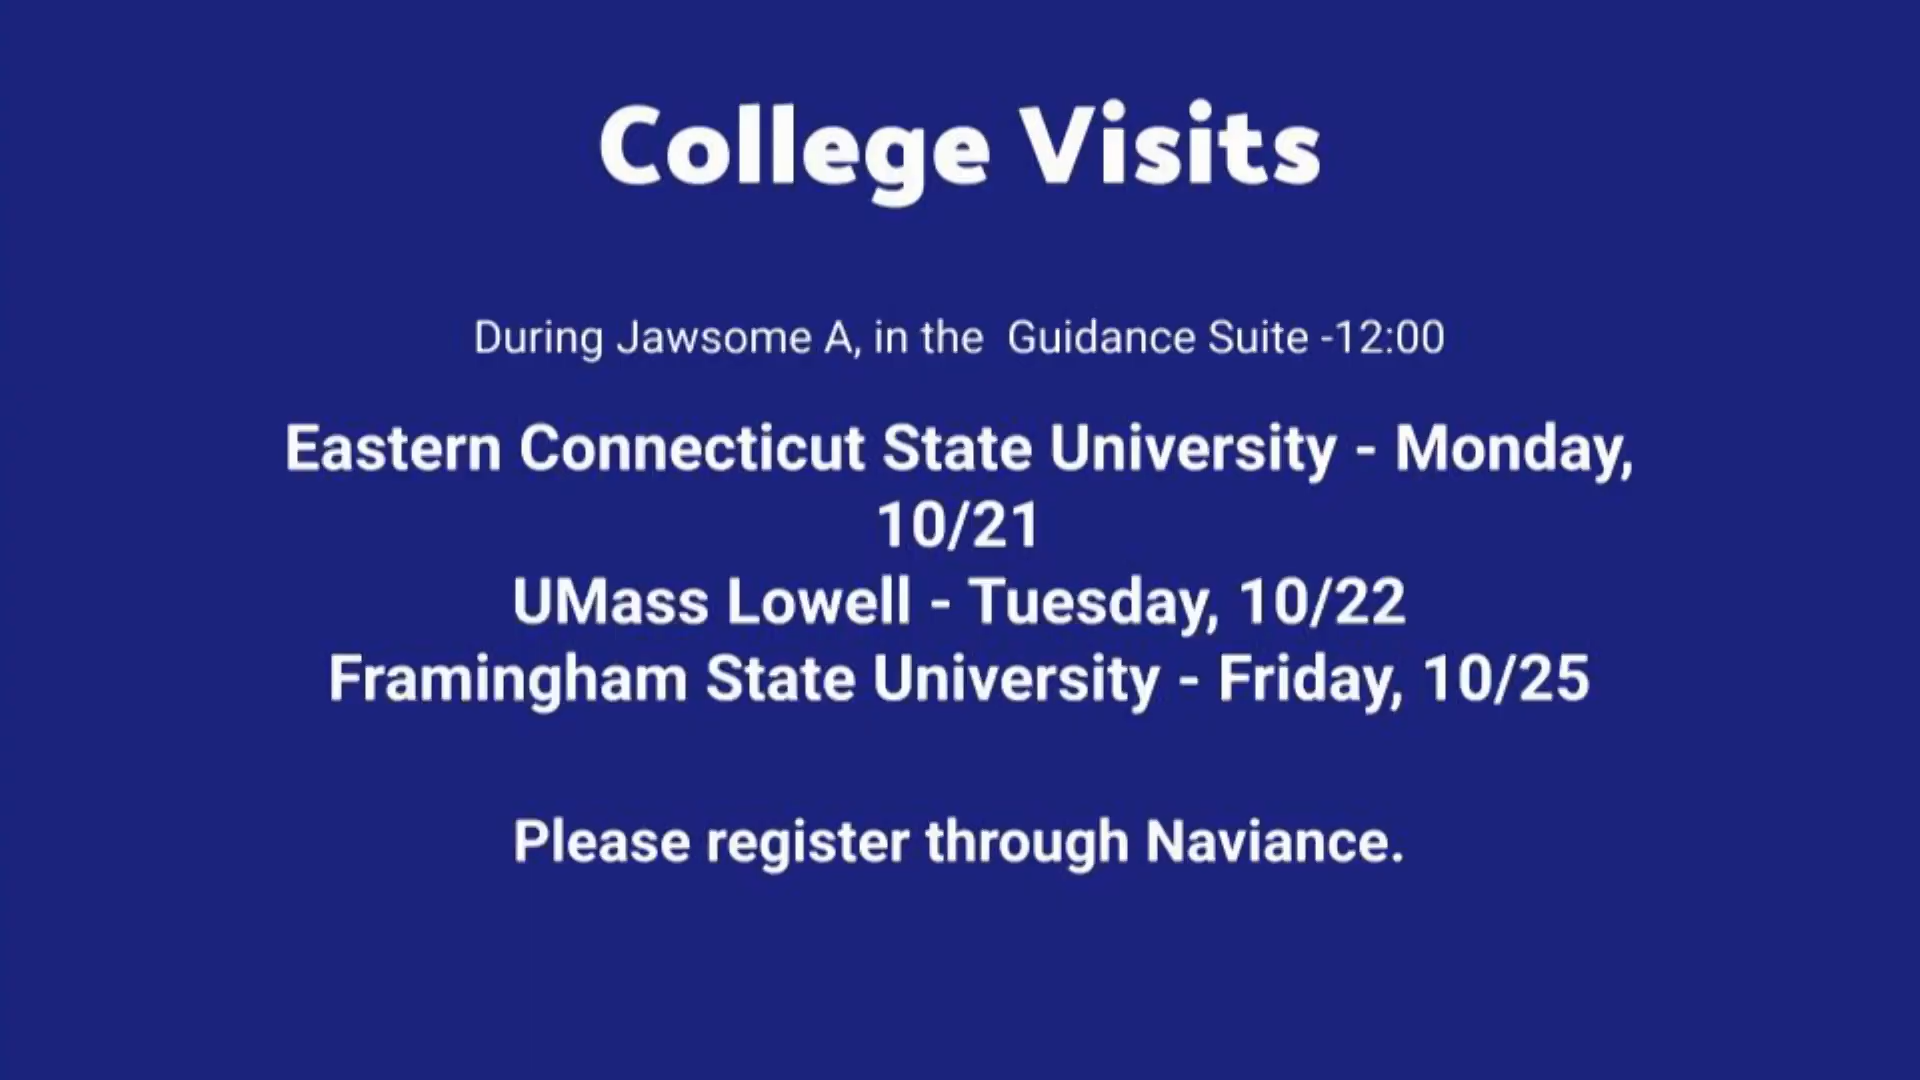 College Visits
During Jawsome A, in the Guidance Suite -12:00
Eastern Connecticut State University - Monday,
10/21
UMass Lowell - Tuesday, 10/22
Framingham State University - Friday, 10/25
Please register through Naviance.